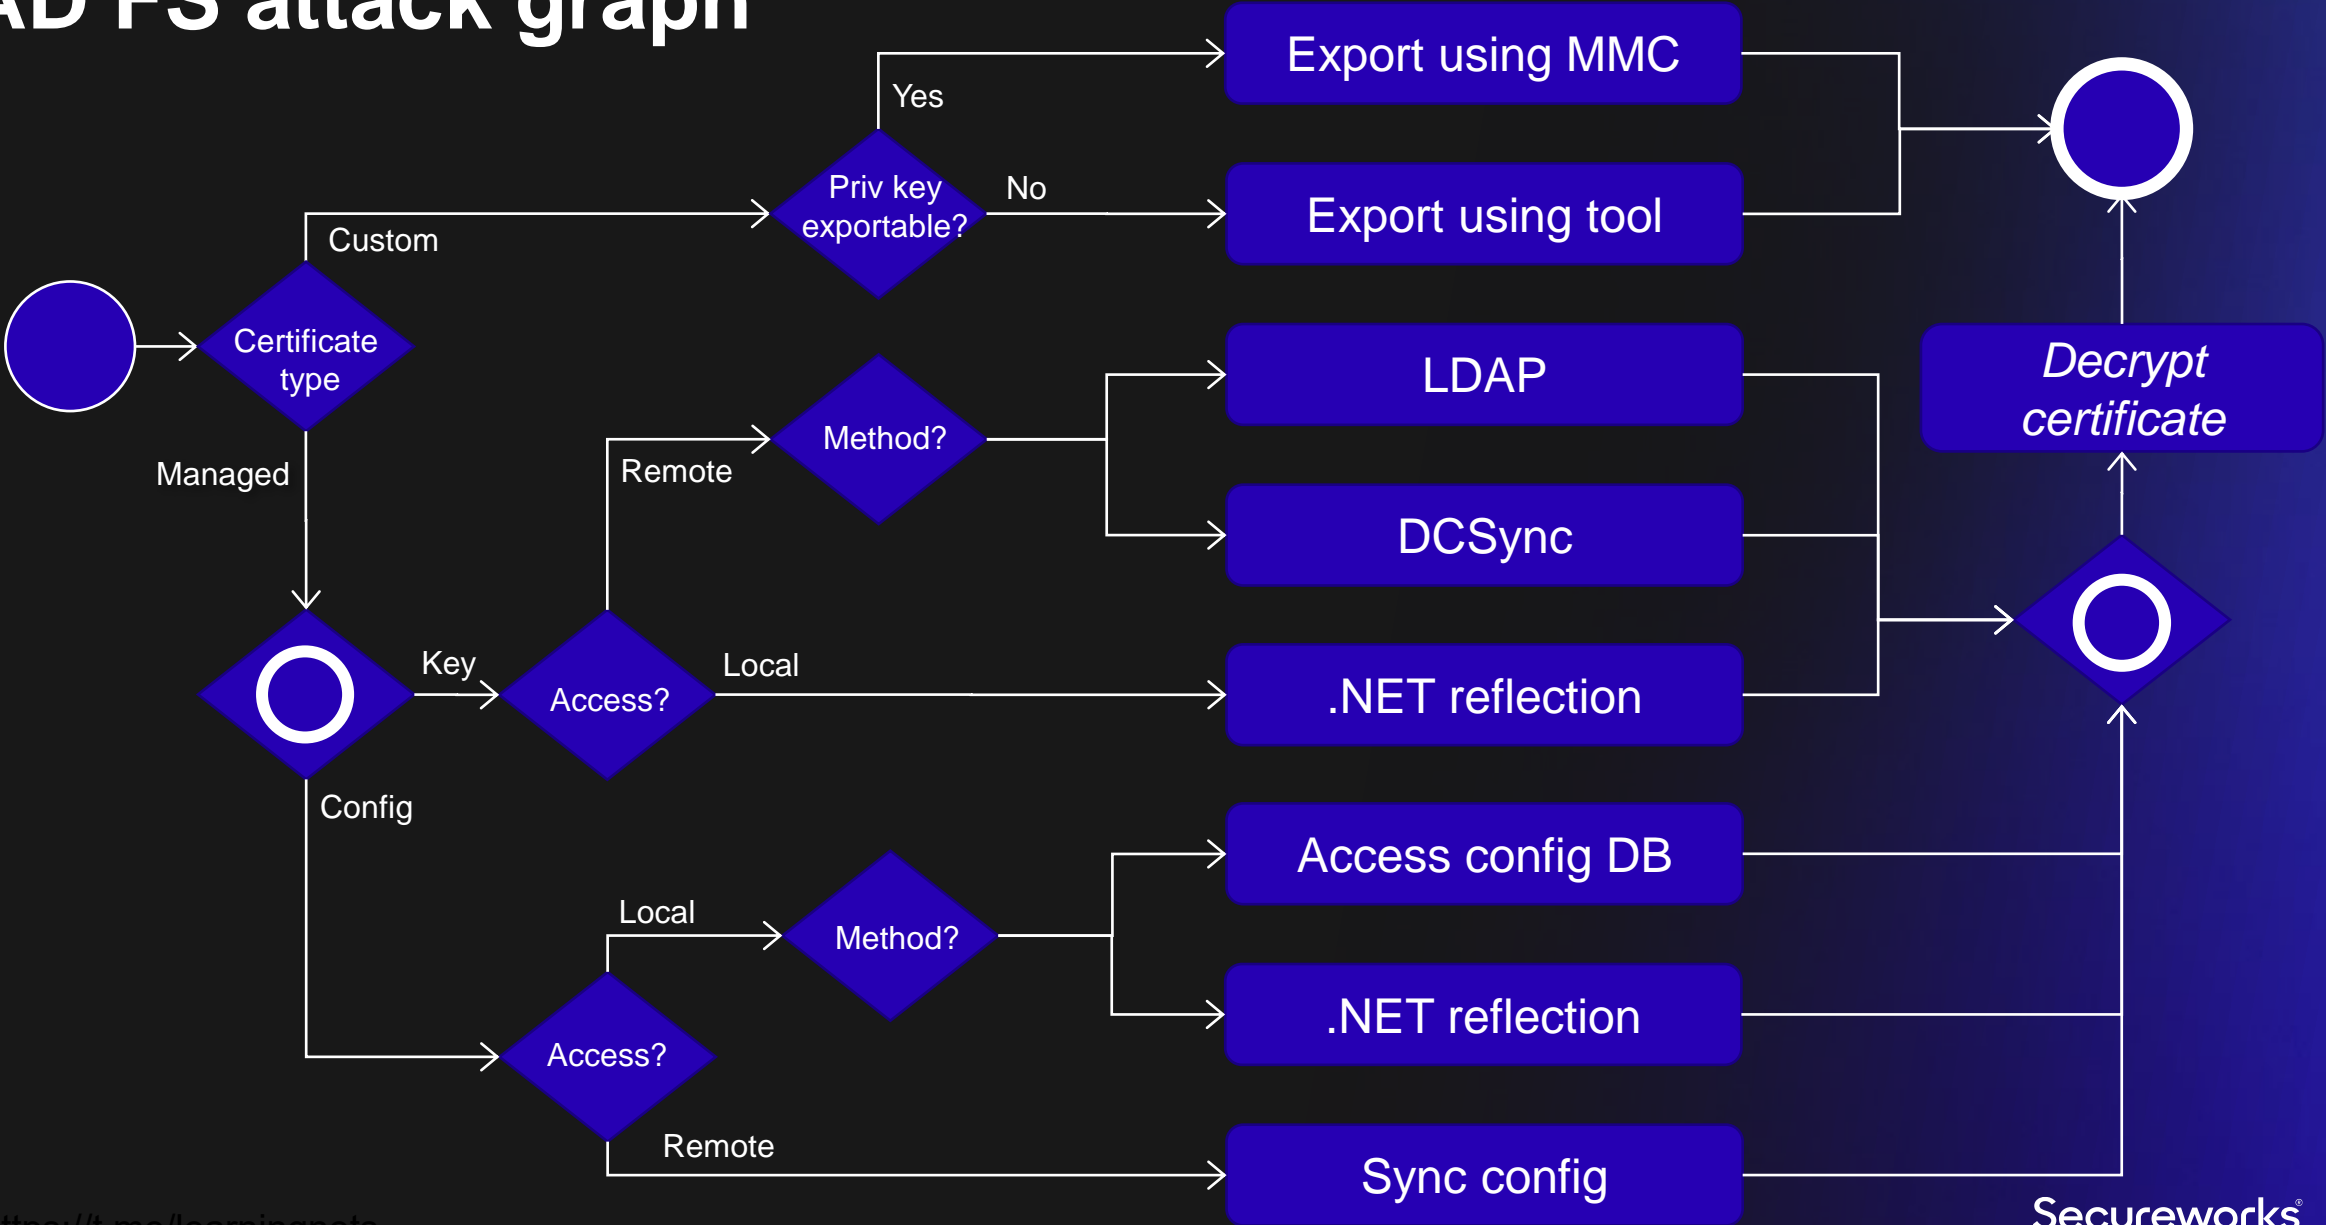 AD FS attack graph
Export using MMC
Yes
Priv key
exportable?
No
Export using tool
Custom
Certificate
type
LDAP
Decrypt
certificate
Method?
Remote
Managed
DCSync
Key
Access?
Local
.NET reflection
Config
Access config DB
Local
Method?
.NET reflection
Access?
Remote
Sync config
Secureworks®